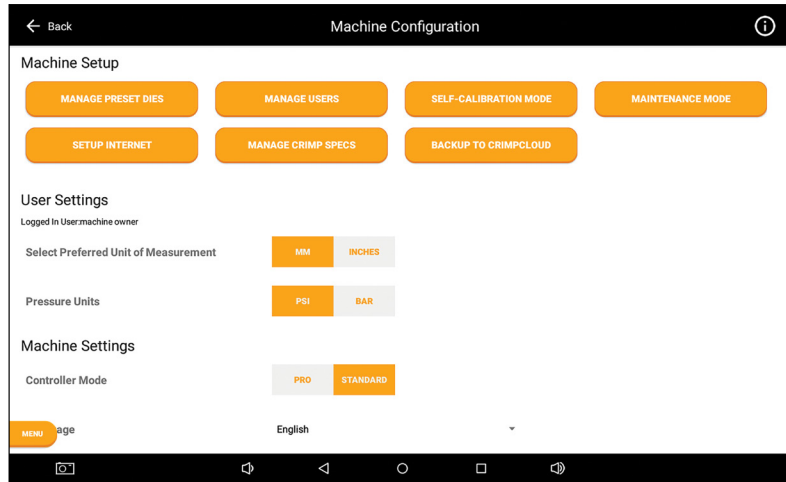 Back
Machine Configuration
Machine Setup
MANAGE PRESET DIES
MANAGE USERS
SELF-CALIBRATION MODE
MAINTENANCE MODE
SETUP INTERNET
MANAGE CRIMP SPECS
BACKUP TO CRIMPCLOUD
User Settings
Logged In User:machine owner
Select Preferred Unit of Measurement
MM
INCHES
Pressure Units
PSI
BAR
Machine Settings
Controller Mode
PRO
STANDARD
MENU
age
English